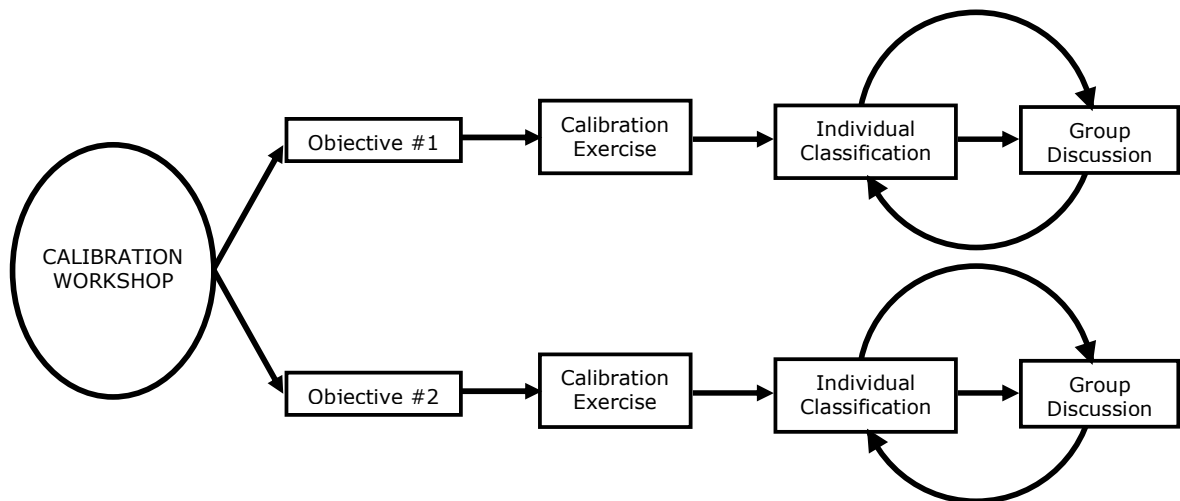 CALIBRATION
WORKSHOP
Objective #1
Calibration
Exercise
Individual
Classification
Group
Discussion
Objective #2
Calibration
Exercise
Individual
Classification
Group
Discussion